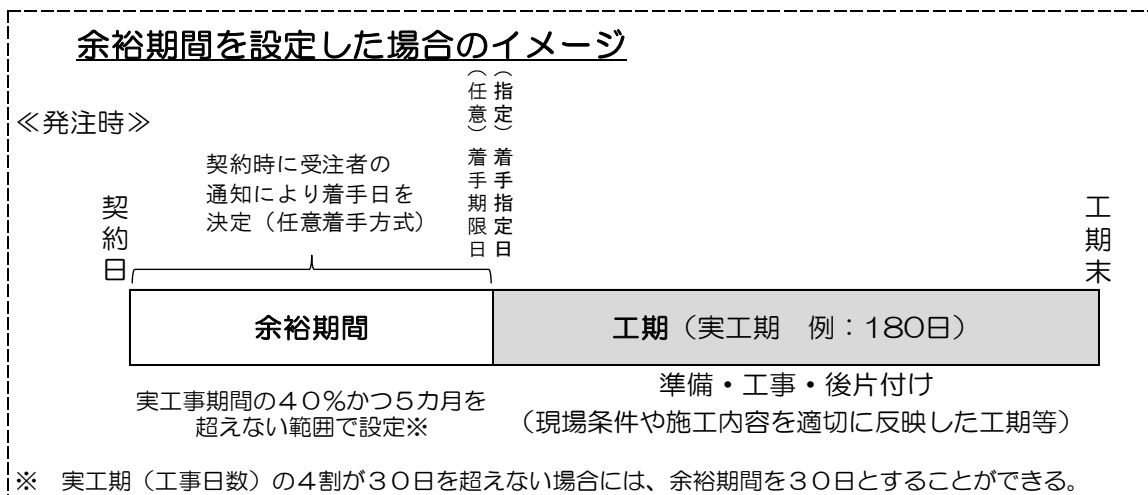 余裕期間を設定した場合のイメージ
≪発注時≫
契約日
契約時に受注者の
通知により着手日を
決定（任意着手方式）
（任意）着手期限日
（指定）着手指定日
工期末
余裕期間
工期（実工期　例：１８０日）
実工事期間の４０％かつ５カ月を
超えない範囲で設定※
準備・工事・後片付け
（現場条件や施工内容を適切に反映した工期等）
※　実工期（工事日数）の４割が３０日を超えない場合には、余裕期間を３０日とすることができる。